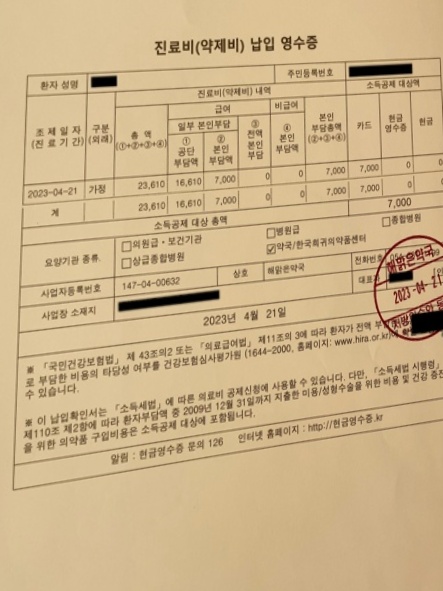 진료비(약제비) 납입 영수증
환자 성명
주민등록번호
진료비(약제비) 내역
소득공제 대상액
조제일자
(진료기간)
구분
(외래)
총 액
(①+②+③+④)
급여
비급여
일부 본인부담
①
공단
부담액
②
본인
부담액
③
전액
본인
부담
④
본인
부담액
본인
부담총액
(②+③+④)
카드
현금
영수증
현금
2023-04-21 가정 23,610 16,610 7,000 0 0 7,000 7,000 0 0
계 23,610 16,610 7,000 0 0 7,000 7,000 0
소득공제 대상 총액 7,000
요양기관 종류.
□의원급·보건기관 □병원급 □종합병원
□상급종합병원 ☑약국/한국희귀의약품센터
사업자등록번호 147-04-00632 상호 해맑은약국 전화번호
사업장 소재지 대표자
2023년 4월 21일
해맑은약국
2023-04-21
※ 「국민건강보험법」 제 43조의2 또는 「의료급여법」 제11조의 3에 따라 환자가 전액
로 부담한 비용의 타당성 여부를 건강보험심사평가원 (1644-2000, 홈페이지: www.hira.or.kr)
수 있습니다.
※ 이 납입확인서는 「소득세법」에 따른 의료비 공제신청에 사용할 수 있습니다. 다만, 「소득세법 시행령」
제110조 제2항에 따라 환자부담액 중 2009년 12월 31일까지 지출한 미용/성형수술을 위한 비용 및 건강
을 위한 의약품 구입비용은 소득공제 대상에 포함됩니다.
알림 : 현금영수증 문의 126 인터넷 홈페이지 : http://현금영수증.kr